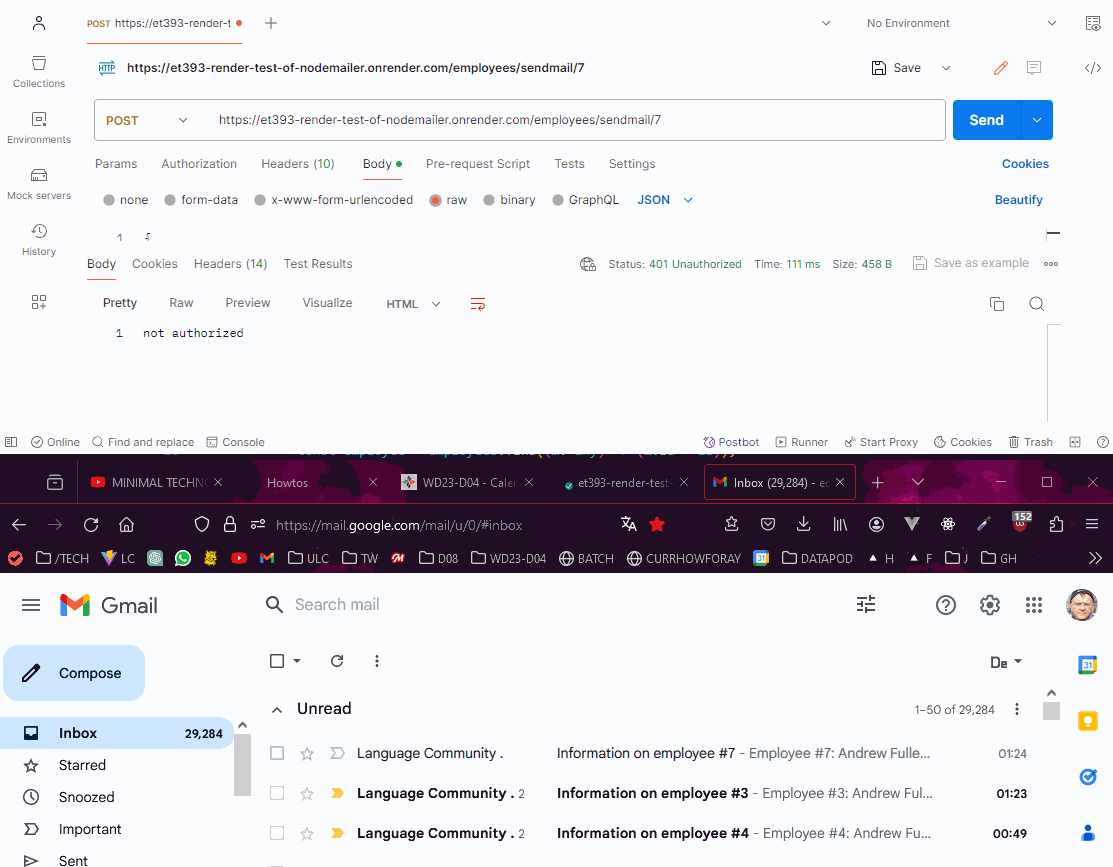 POST https://et393-render-t
No Environment
Collections
Environments
Mock servers
History
HTTP https://et393-render-test-of-nodemailer.onrender.com/employees/sendmail/7
Save
POST https://et393-render-test-of-nodemailer.onrender.com/employees/sendmail/7
Send
Params Authorization Headers (10) Body Pre-request Script Tests Settings Cookies
none form-data x-www-form-urlencoded raw binary GraphQL JSON Beautify
1 {
Body Cookies Headers (14) Test Results Status: 401 Unauthorized Time: 111 ms Size: 458 B Save as example
Pretty Raw Preview Visualize HTML
1 not authorized
Online Find and replace Console Postbot Runner Start Proxy Cookies Trash
MINIMAL TECHN Howtos WD23-D04 - Caler et393-render-test- Inbox (29,284) - ec
https://mail.google.com/mail/u/0/#inbox
152
/TECH LC ULC TW D08 WD23-D04 BATCH CURRHOWFORAY 31 DATAPOD H F J GH
Gmail
Search mail
Compose
De
31
Unread
1–50 of 29,284
Inbox 29,284
Starred
Snoozed
Important
Sent
Language Community . Information on employee #7 - Employee #7: Andrew Fulle... 01:24
Language Community . 2 Information on employee #3 - Employee #3: Andrew Ful... 01:23
Language Community . 2 Information on employee #4 - Employee #4: Andrew Fu... 00:49